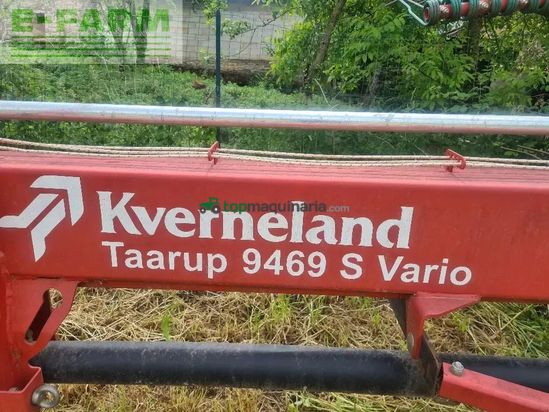 E-FARM
topmaquinaria.com
Kverneland
Taarup 9469 S Vario